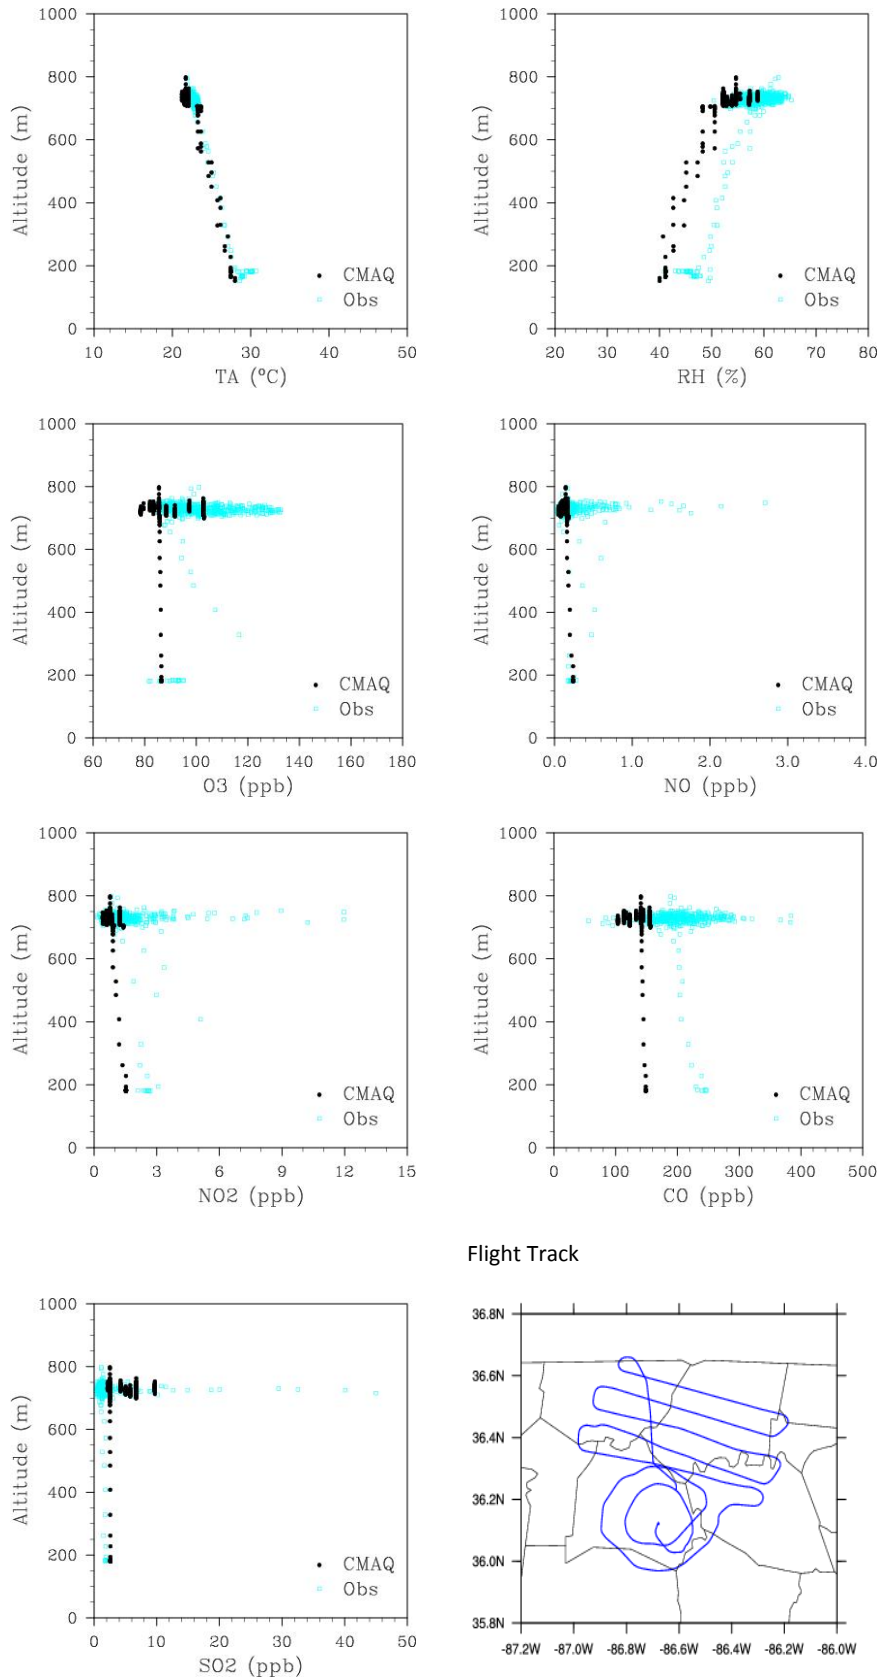 1000
800
600
400
200
0
Altitude (m)
CMAQ
Obs
10 20 30 40 50
TA (°C)
1000
800
600
400
200
0
Altitude (m)
CMAQ
Obs
20 30 40 50 60 70 80
RH (%)
1000
800
600
400
200
0
Altitude (m)
CMAQ
Obs
60 80 100 120 140 160 180
O3 (ppb)
1000
800
600
400
200
0
Altitude (m)
CMAQ
Obs
0 1.0 2.0 3.0 4.0
NO (ppb)
1000
800
600
400
200
0
Altitude (m)
CMAQ
Obs
0 3 6 9 12 15
NO2 (ppb)
1000
800
600
400
200
0
Altitude (m)
CMAQ
Obs
0 100 200 300 400 500
CO (ppb)
1000
800
600
400
200
0
Altitude (m)
CMAQ
Obs
0 10 20 30 40 50
SO2 (ppb)
Flight Track
36.8N
36.6N
36.4N
36.2N
36.0N
35.8N
-87.2W -87.0W -86.8W -86.6W -86.4W -86.2W -86.0W